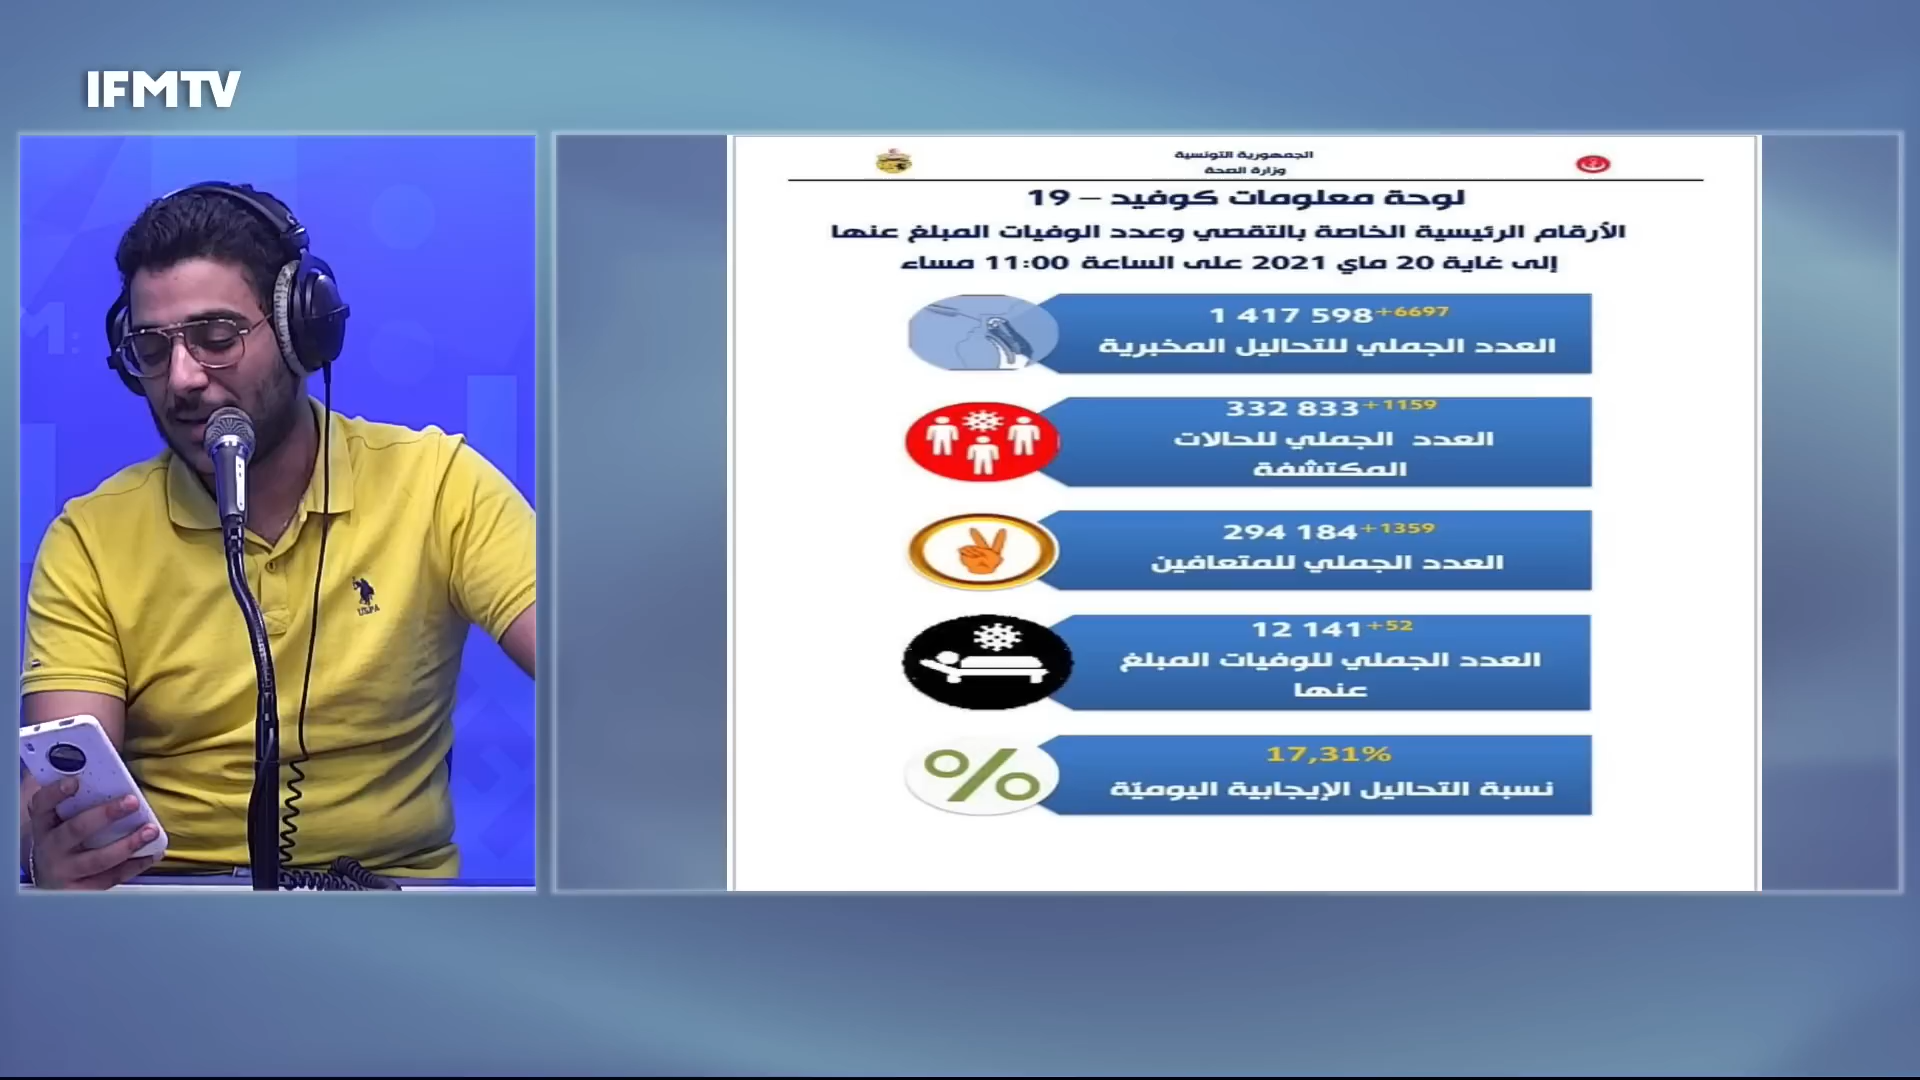 IFMTV
الجمهورية التونسية
وزارة الصحة
لوحة معلومات كوفيد – 19
الأرقام الرئيسية الخاصة بالتقصي وعدد الوفيات المبلغ عنها
إلى غاية 20 ماي 2021 على الساعة 11:00 مساء
1 417 598 +6697
العدد الجملي للتحاليل المخبرية
332 833 +1159
العدد الجملي للحالات
المكتشفة
294 184 +1359
العدد الجملي للمتعافين
12 141 +52
العدد الجملي للوفيات المبلغ
عنها
%
17,31%
نسبة التحاليل الإيجابية اليوميّة
USPA